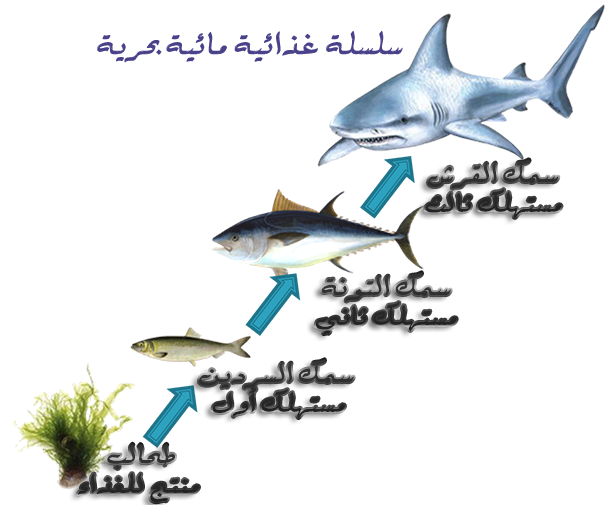 سلسلة غذائية مائية بحرية
سمك القرش
مستهلك ثالث
سمك التونة
مستهلك ثاني
سمك السردين
مستهلك أول
طحالب
منتج للغذاء